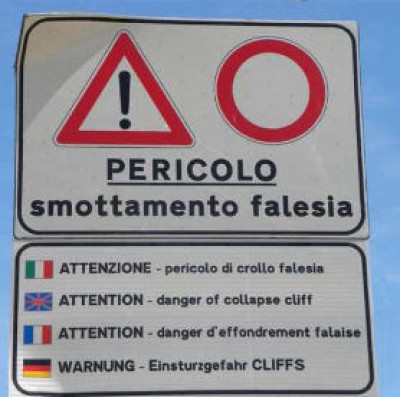 PERICOLO
smottamento falesia
ATTENZIONE - pericolo di crollo falesia
ATTENTION - danger of collapse cliff
ATTENTION - danger d'effondrement falaise
WARNUNG - Einsturzgefahr CLIFFS